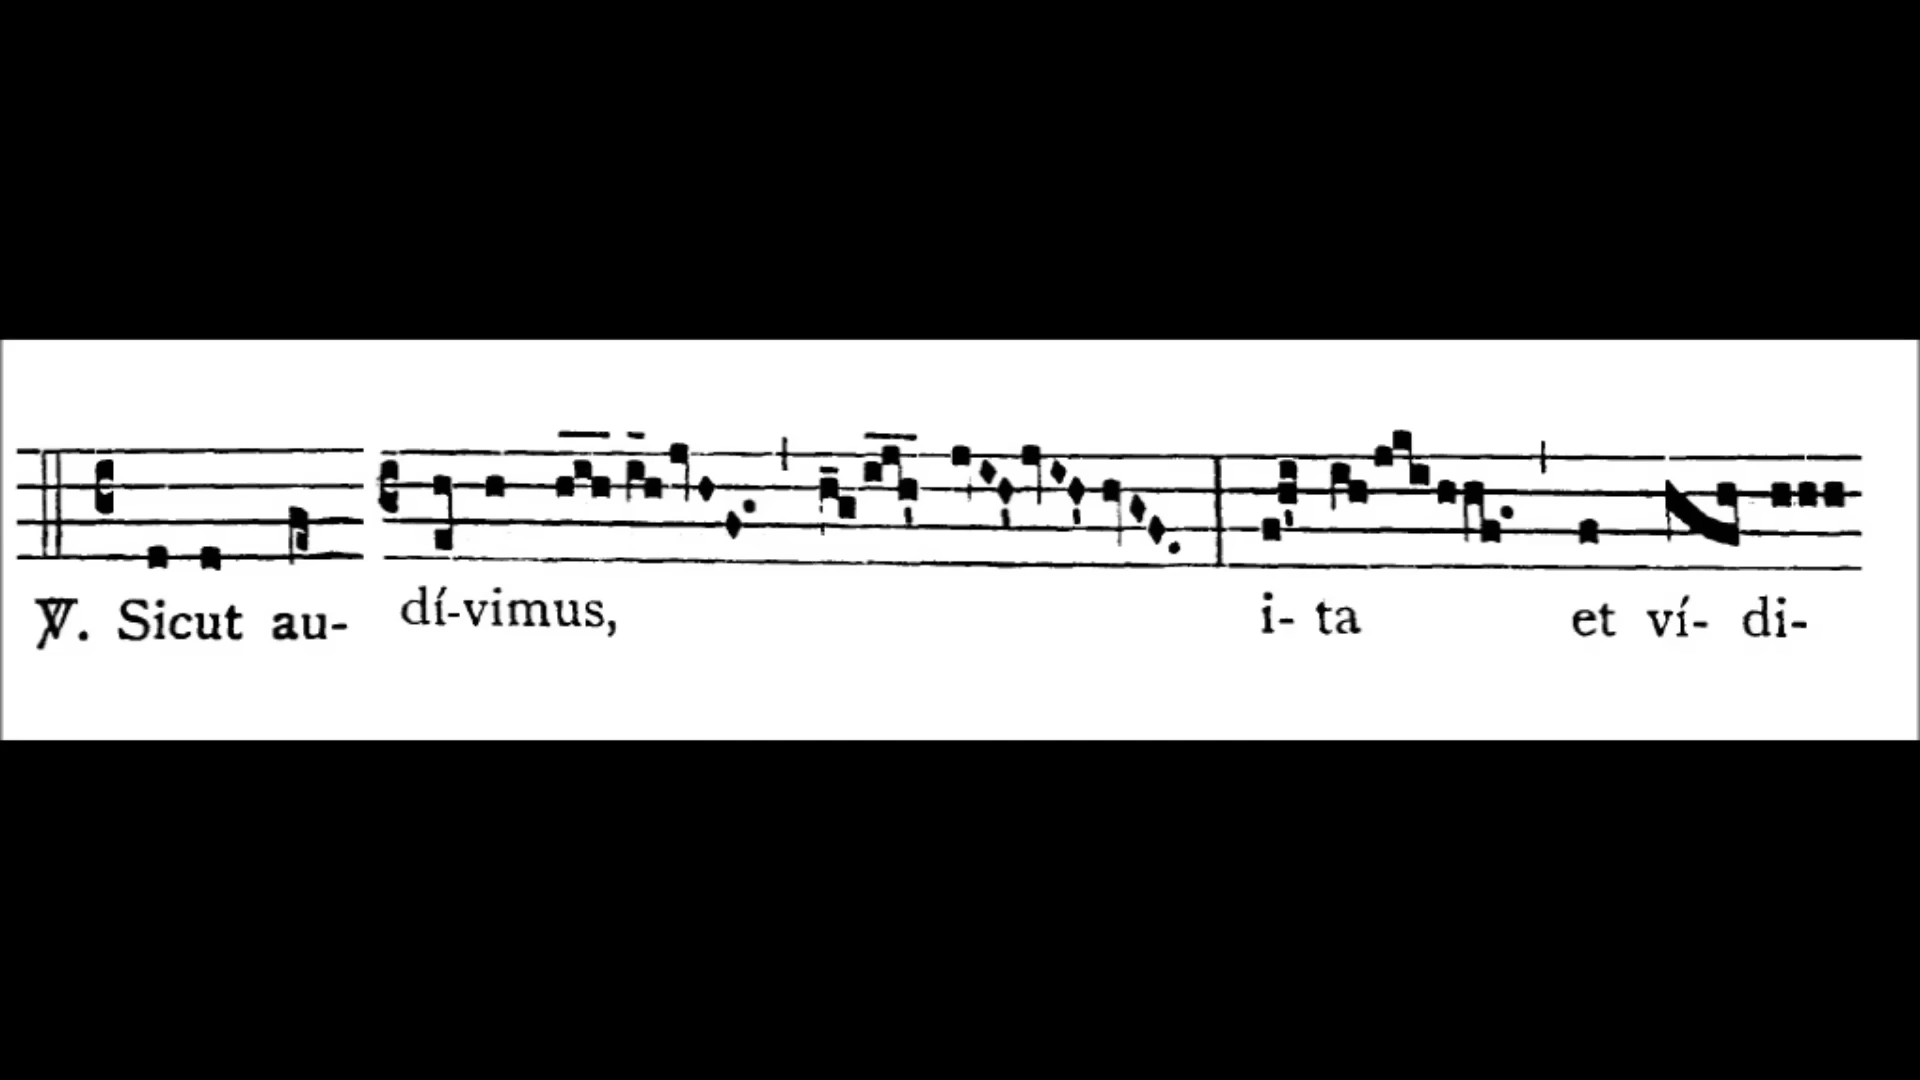 ℣. Sicut au- dí-vimus, i- ta et ví- di-